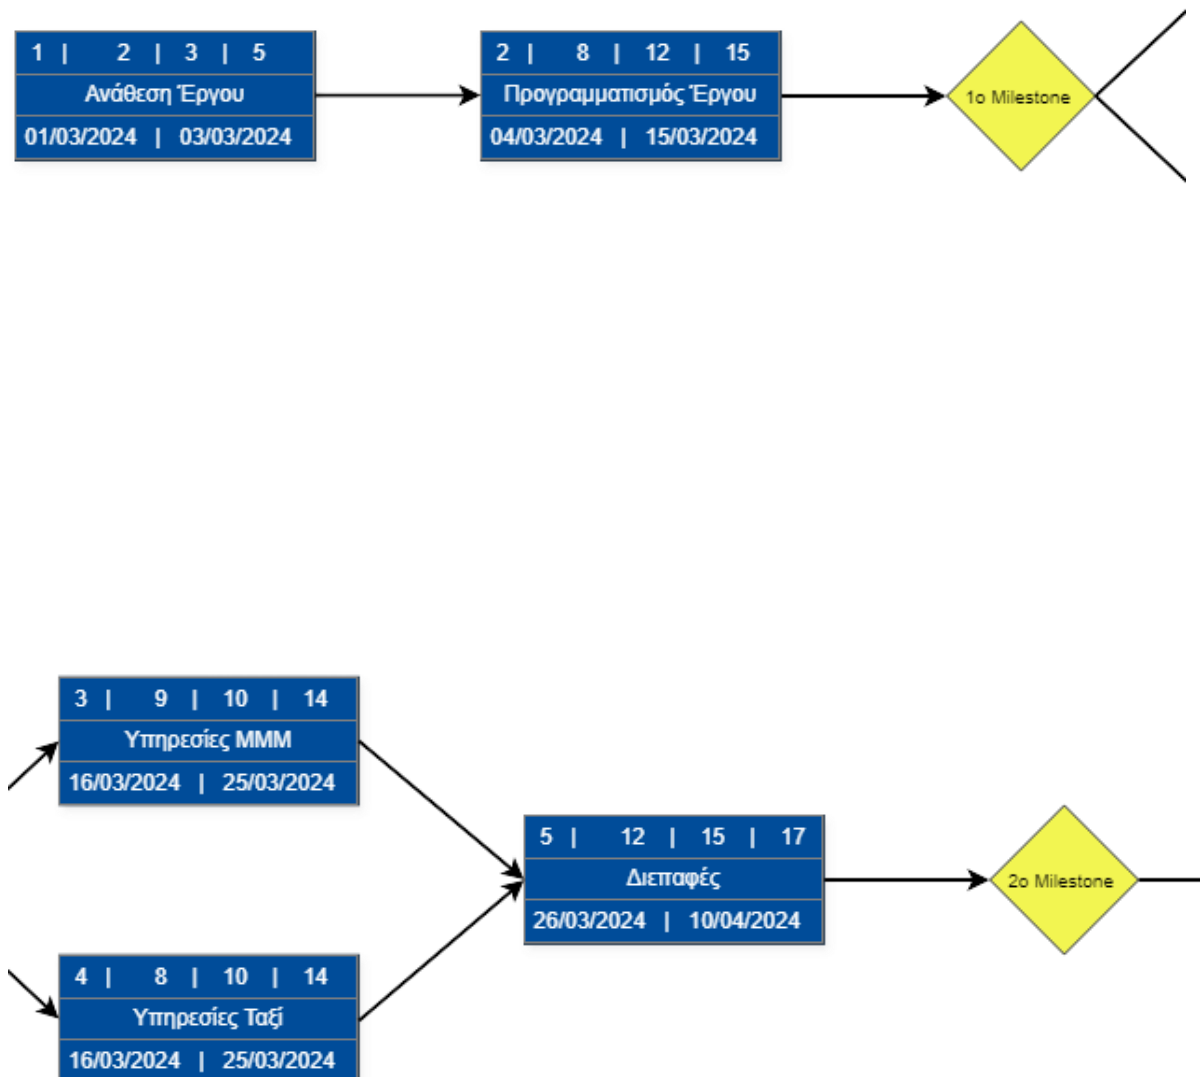 1 | 2 | 3 | 5
Ανάθεση Έργου
01/03/2024 | 03/03/2024
2 | 8 | 12 | 15
Προγραμματισμός Έργου
04/03/2024 | 15/03/2024
1ο Milestone
3 | 9 | 10 | 14
Υπηρεσίες ΜΜΜ
16/03/2024 | 25/03/2024
4 | 8 | 10 | 14
Υπηρεσίες Ταξί
16/03/2024 | 25/03/2024
5 | 12 | 15 | 17
Διεπαφές
26/03/2024 | 10/04/2024
2ο Milestone